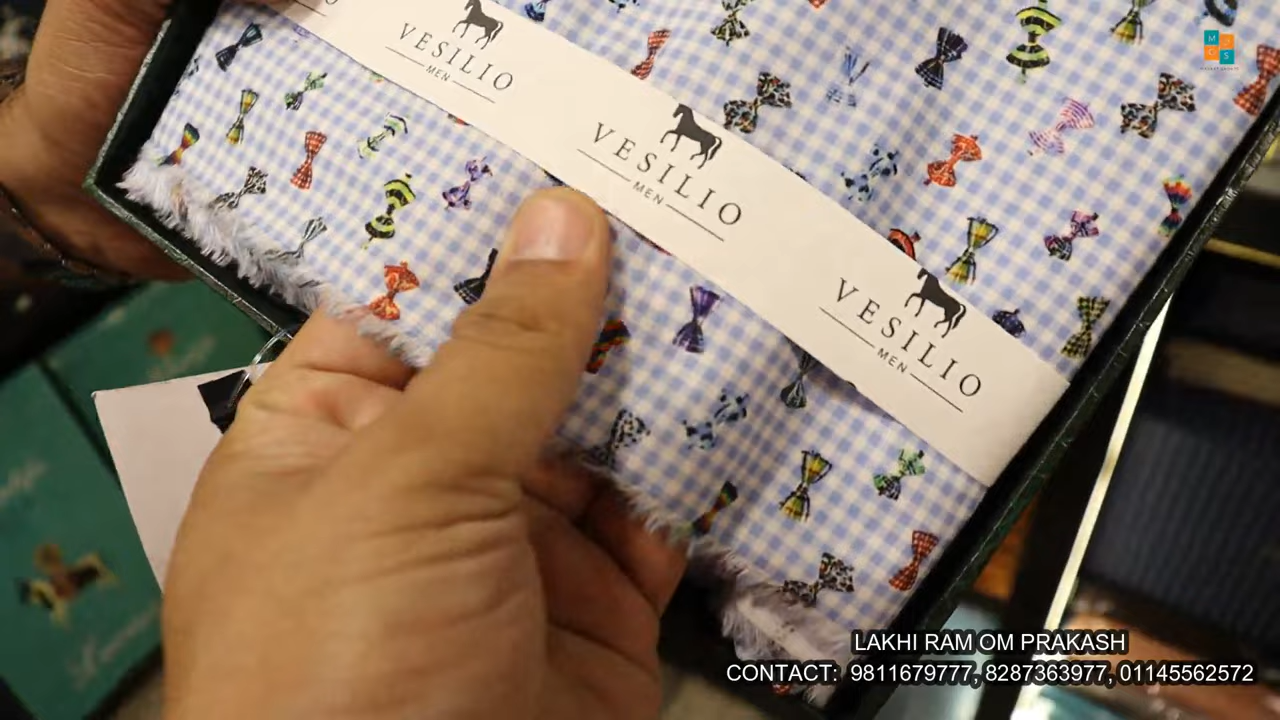 VESILIO
MEN
VESILIO
MEN
VESILIO
MEN
LAKHI RAM OM PRAKASH
CONTACT: 9811679777, 8287363977, 01145562572